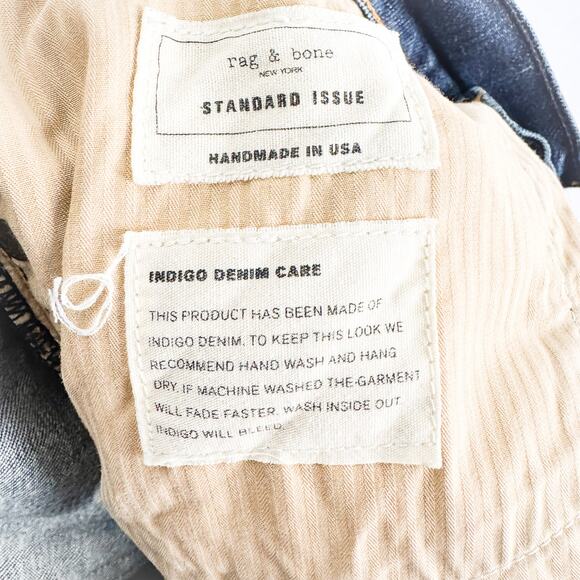 rag & bone
NEW YORK
STANDARD ISSUE
HANDMADE IN USA
INDIGO DENIM CARE
THIS PRODUCT HAS BEEN MADE OF
INDIGO DENIM. TO KEEP THIS LOOK WE
RECOMMEND HAND WASH AND HANG
DRY. IF MACHINE WASHED THE GARMENT
WILL FADE FASTER. WASH INSIDE OUT
INDIGO WILL BLEED.